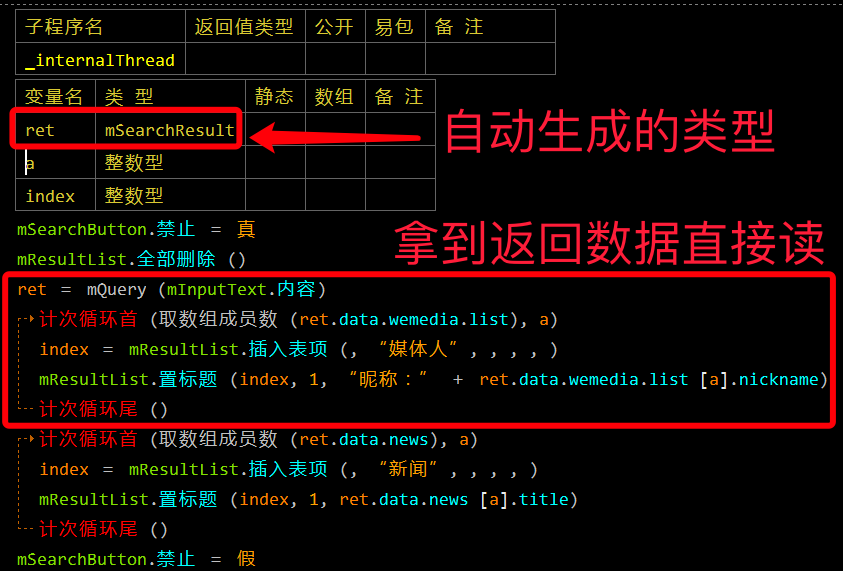 子程序名 返回值类型 公开 易包 备 注
_internalThread
变量名 类 型 静态 数组 备 注
ret mSearchResult
自动生成的类型
a 整数型
index 整数型
mSearchButton.禁止 = 真
拿到返回数据直接读
mResultList.全部删除 ()
ret = mQuery (mInputText.内容)
计次循环首 (取数组成员数 (ret.data.wemedia.list), a)
index = mResultList.插入表项 (, “媒体人”, , , , )
mResultList.置标题 (index, 1, “昵称：” + ret.data.wemedia.list [a].nickname)
计次循环尾 ()
计次循环首 (取数组成员数 (ret.data.news), a)
index = mResultList.插入表项 (, “新闻”, , , , )
mResultList.置标题 (index, 1, ret.data.news [a].title)
计次循环尾 ()
mSearchButton.禁止 = 假